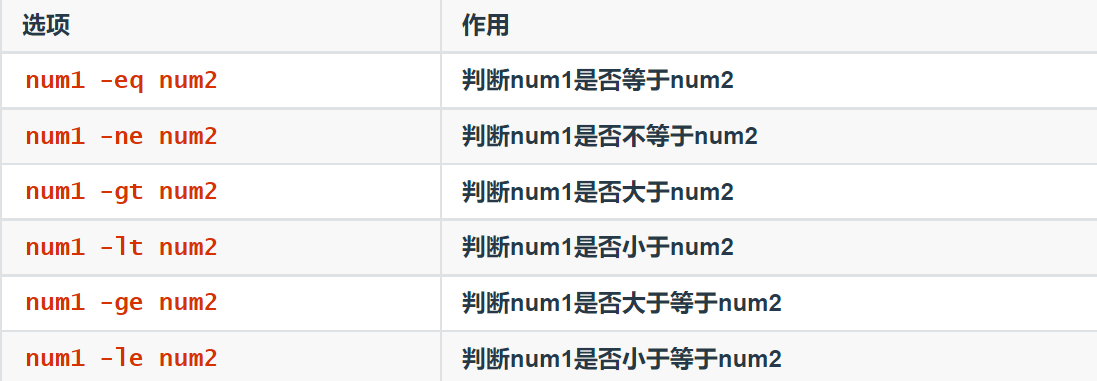 选项 作用
num1 -eq num2 判断num1是否等于num2
num1 -ne num2 判断num1是否不等于num2
num1 -gt num2 判断num1是否大于num2
num1 -lt num2 判断num1是否小于num2
num1 -ge num2 判断num1是否大于等于num2
num1 -le num2 判断num1是否小于等于num2